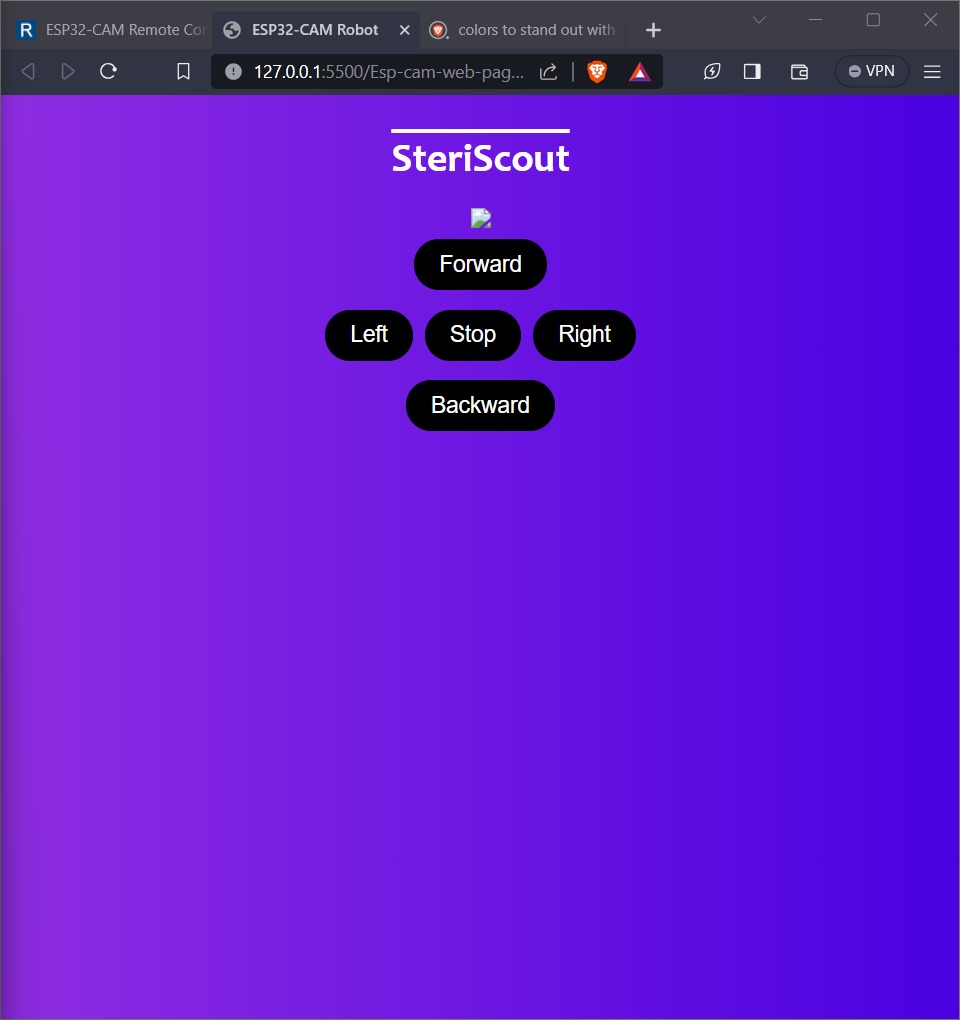 R ESP32-CAM Remote Cor
ESP32-CAM Robot
colors to stand out with
127.0.0.1:5500/Esp-cam-web-pag...
VPN
SteriScout
Forward
Left Stop Right
Backward